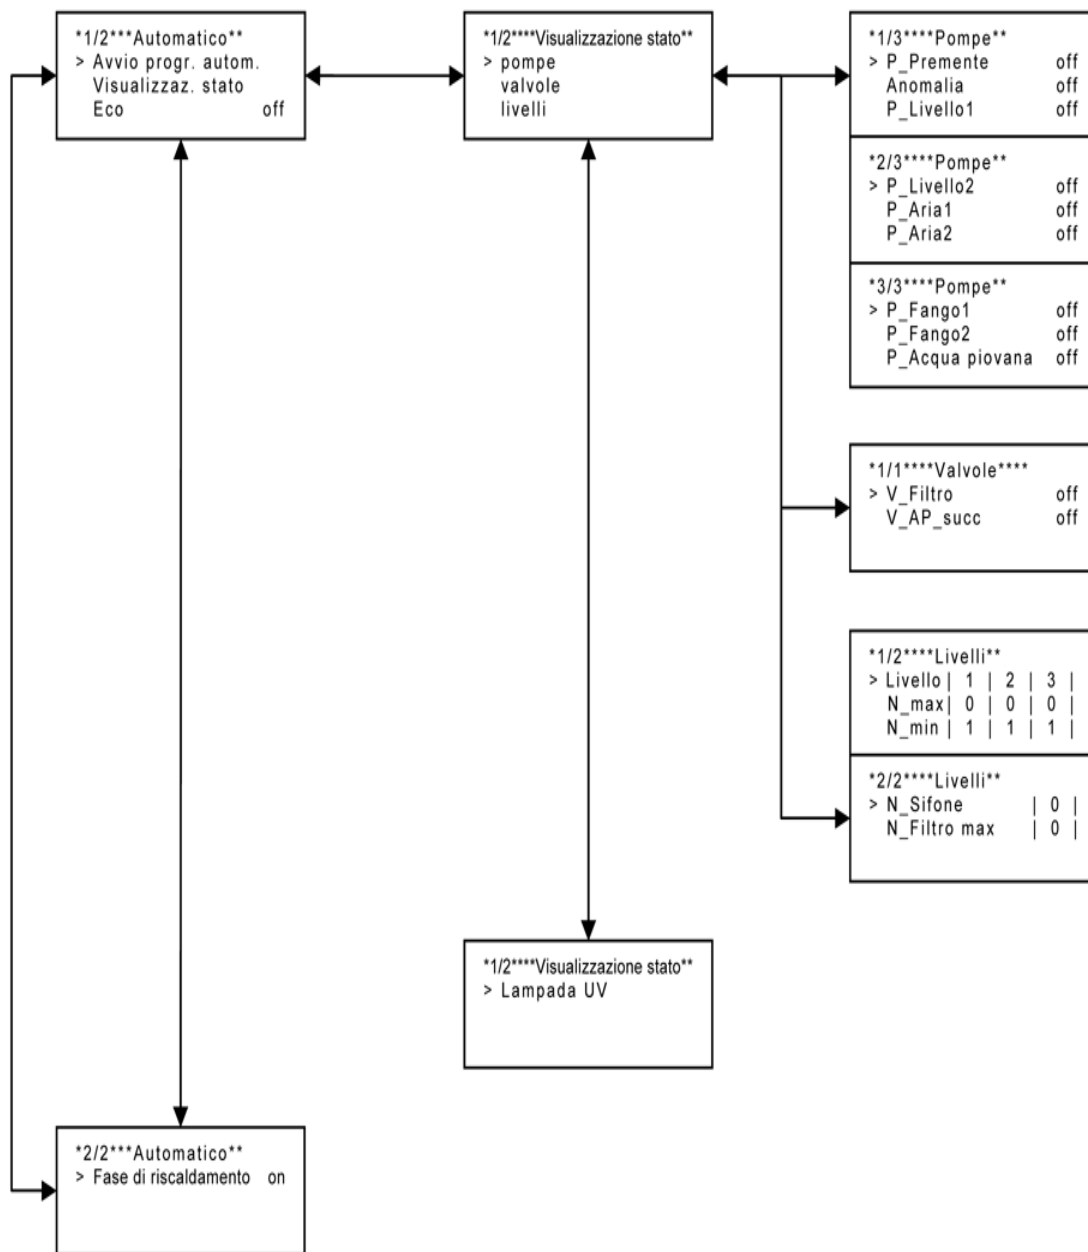 *1/2***Automatico**
> Avvio progr. autom.
Visualizzaz. stato
Eco off
*1/2****Visualizzazione stato**
> pompe
valvole
livelli
*1/3****Pompe**
> P_Premente off
Anomalia off
P_Livello1 off
*2/3****Pompe**
> P_Livello2 off
P_Aria1 off
P_Aria2 off
*3/3****Pompe**
> P_Fango1 off
P_Fango2 off
P_Acqua piovana off
*1/1****Valvole****
> V_Filtro off
V_AP_succ off
*1/2****Livelli**
> Livello | 1 | 2 | 3 |
N_max | 0 | 0 | 0 |
N_min | 1 | 1 | 1 |
*2/2****Livelli**
> N_Sifone | 0 |
N_Filtro max | 0 |
*1/2****Visualizzazione stato**
> Lampada UV
*2/2***Automatico**
> Fase di riscaldamento on